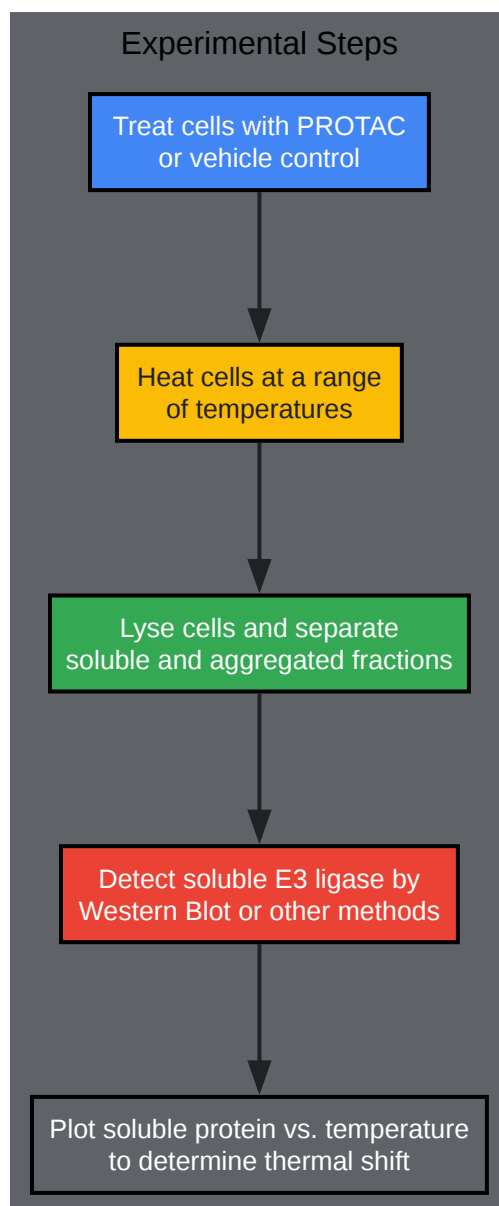 Experimental Steps
Treat cells with PROTAC
or vehicle control
Heat cells at a range
of temperatures
Lyse cells and separate
soluble and aggregated fractions
Detect soluble E3 ligase by
Western Blot or other methods
Plot soluble protein vs. temperature
to determine thermal shift